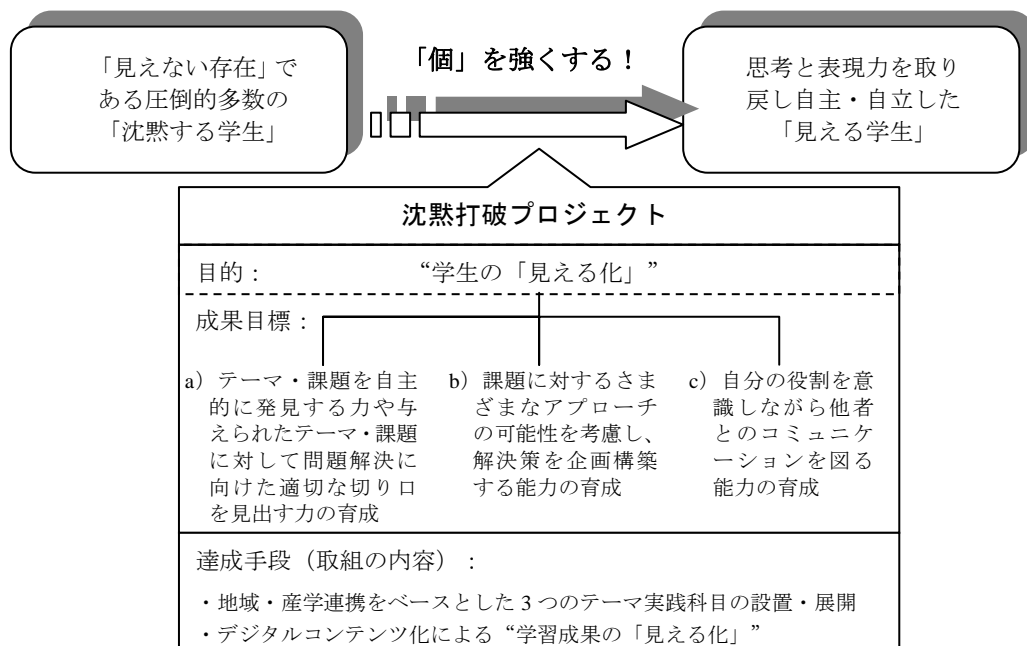 「見えない存在」で
ある圧倒的多数の
「沈黙する学生」
「個」を強くする！
思考と表現力を取り
戻し自主・自立した
「見える学生」
沈黙打破プロジェクト
目的： “学生の「見える化」”
成果目標：
a）テーマ・課題を自主
的に発見する力や与
えられたテーマ・課題
に対して問題解決に
向けた適切な切り口
を見出す力の育成
b）課題に対するさま
ざまなアプローチ
の可能性を考慮し、
解決策を企画構築
する能力の育成
c）自分の役割を意
識しながら他者
とのコミュニケ
ーションを図る
能力の育成
達成手段（取組の内容）：
・地域・産学連携をベースとした 3 つのテーマ実践科目の設置・展開
・デジタルコンテンツ化による“学習成果の「見える化」”